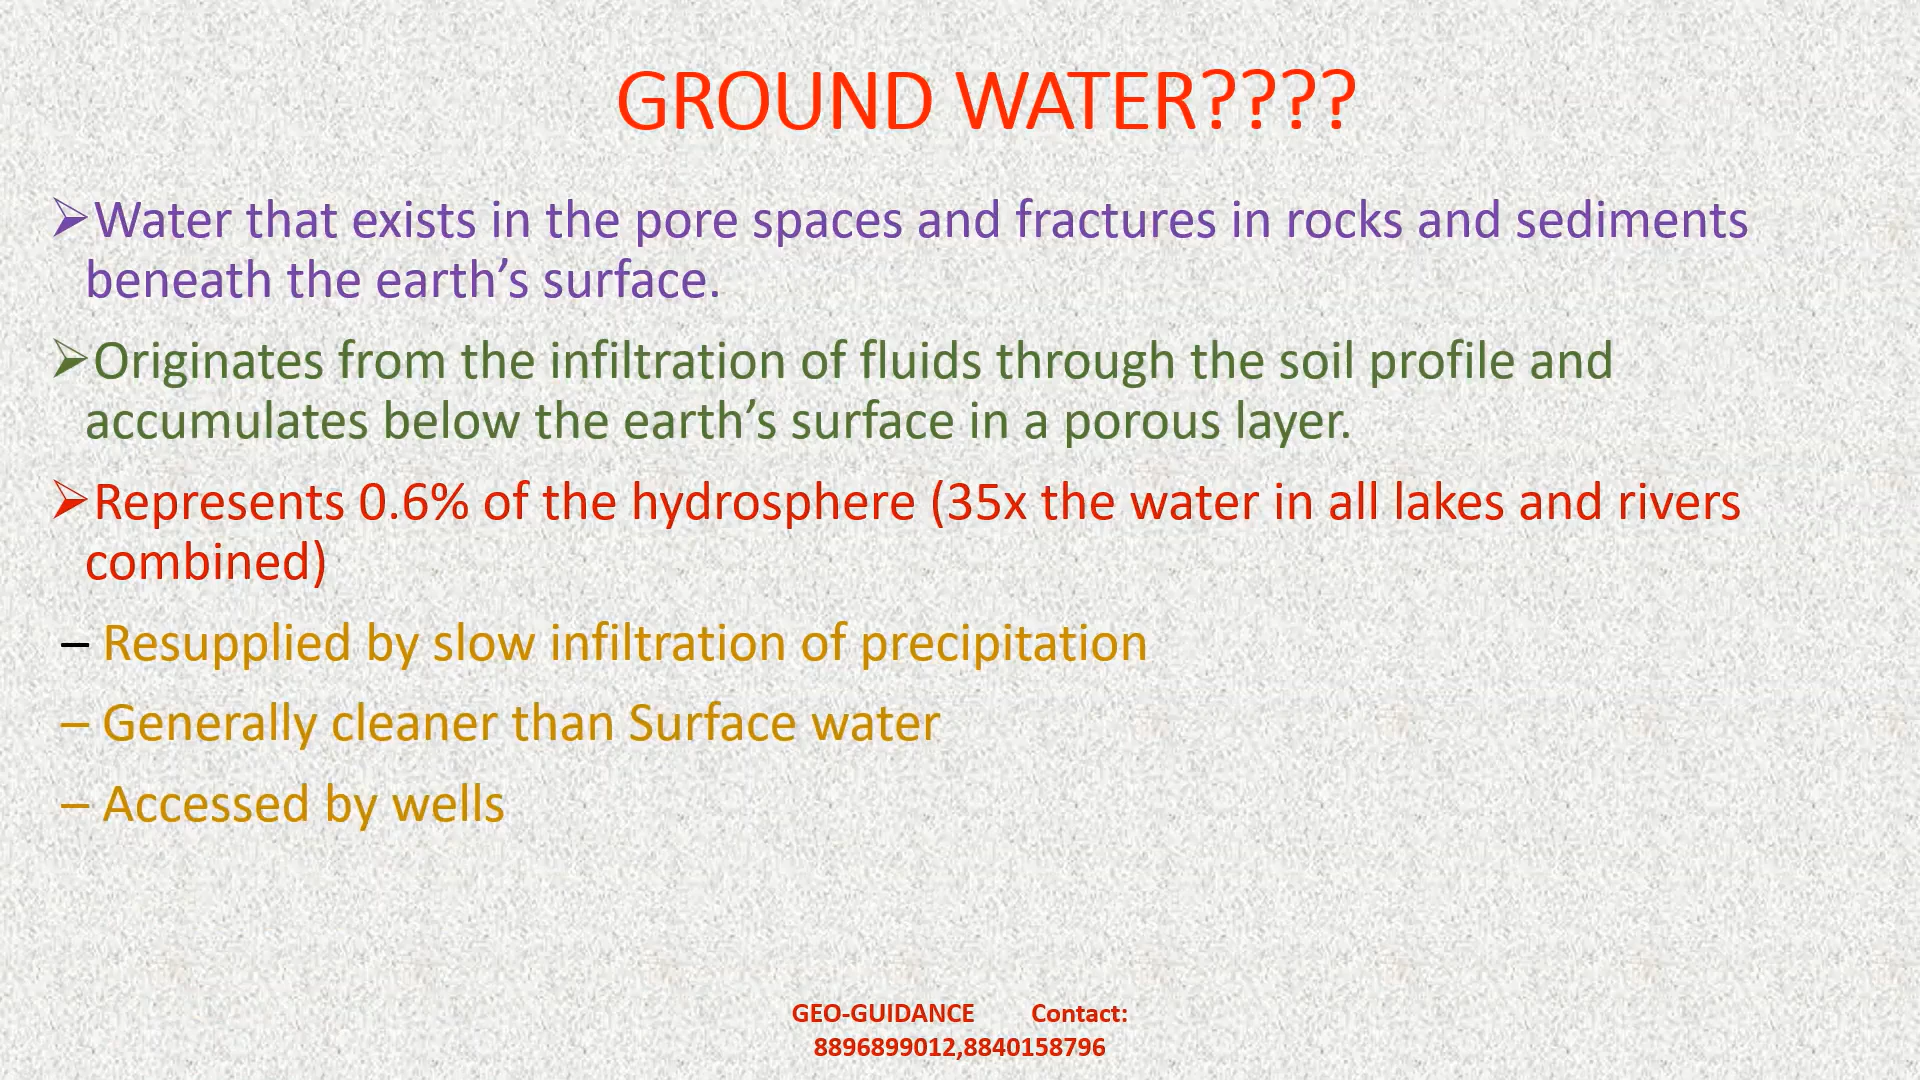 GROUND WATER????
➢Water that exists in the pore spaces and fractures in rocks and sediments
beneath the earth’s surface.
➢Originates from the infiltration of fluids through the soil profile and
accumulates below the earth’s surface in a porous layer.
➢Represents 0.6% of the hydrosphere (35x the water in all lakes and rivers
combined)
– Resupplied by slow infiltration of precipitation
– Generally cleaner than Surface water
– Accessed by wells
GEO-GUIDANCE Contact:
8896899012,8840158796